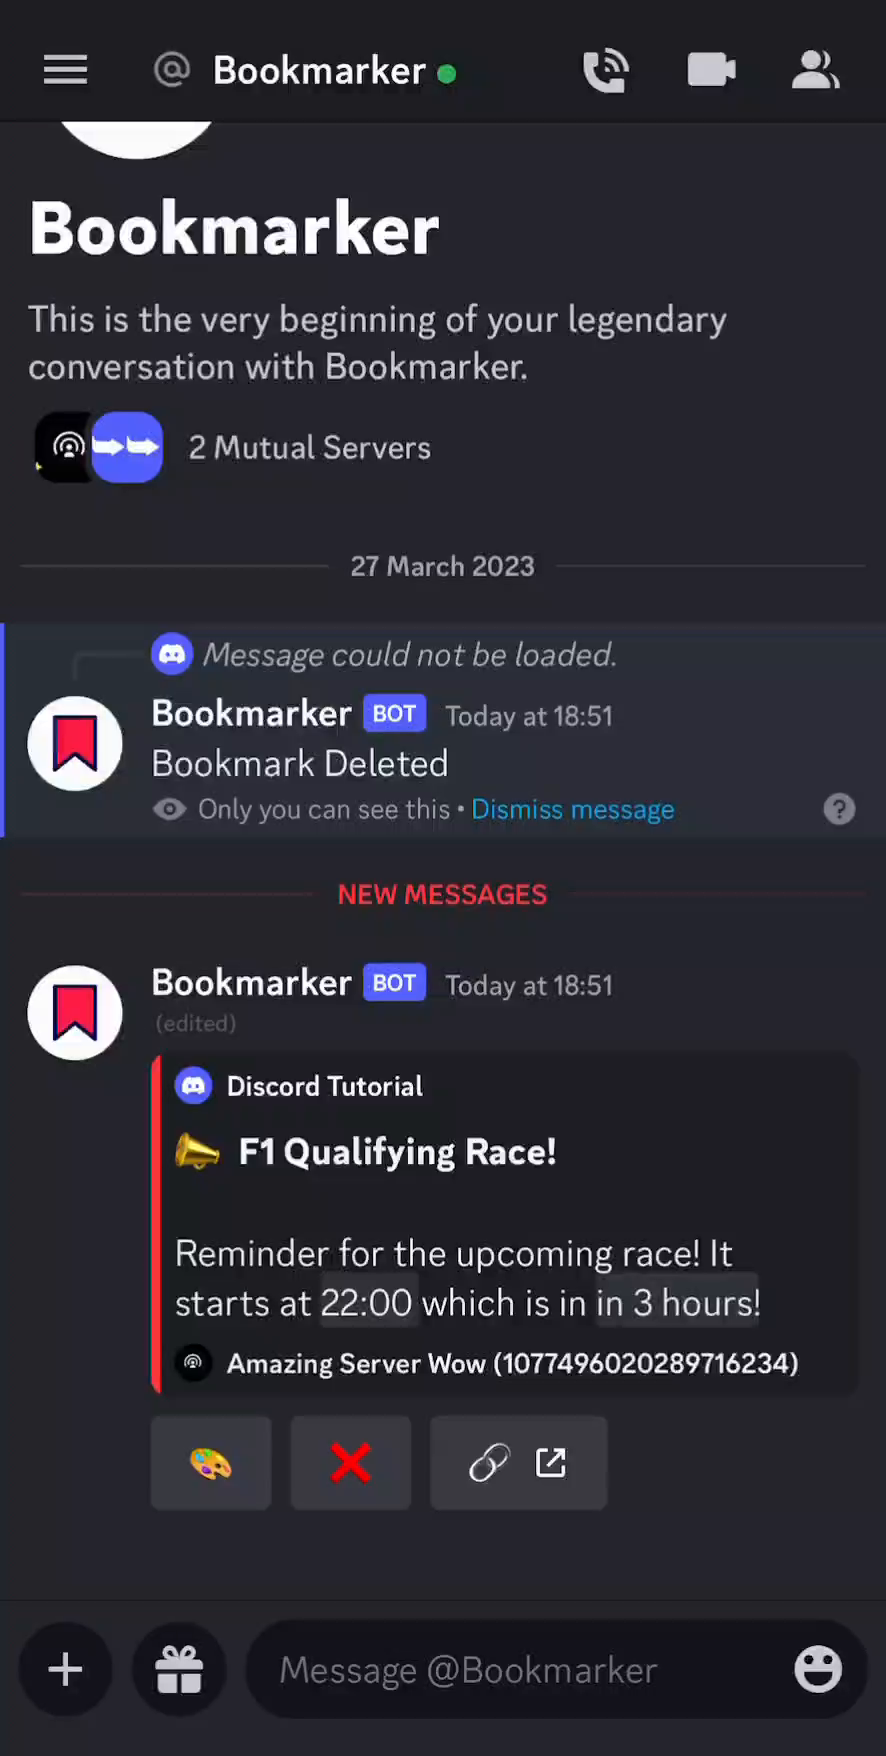 @ Bookmarker
Bookmarker
This is the very beginning of your legendary
conversation with Bookmarker.
2 Mutual Servers
27 March 2023
Message could not be loaded.
Bookmarker BOT Today at 18:51
Bookmark Deleted
Only you can see this • Dismiss message ?
NEW MESSAGES
Bookmarker BOT Today at 18:51
(edited)
Discord Tutorial
F1 Qualifying Race!
Reminder for the upcoming race! It
starts at 22:00 which is in in 3 hours!
Amazing Server Wow (1077496020289716234)
Message @Bookmarker